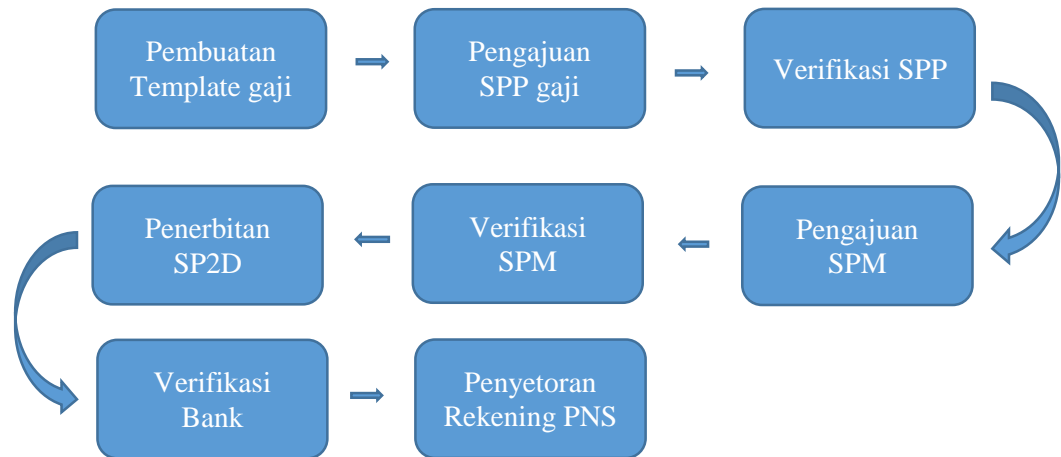 Pembuatan
Template gaji
Pengajuan
SPP gaji
Verifikasi SPP
Pengajuan
SPM
Verifikasi
SPM
Penerbitan
SP2D
Verifikasi
Bank
Penyetoran
Rekening PNS